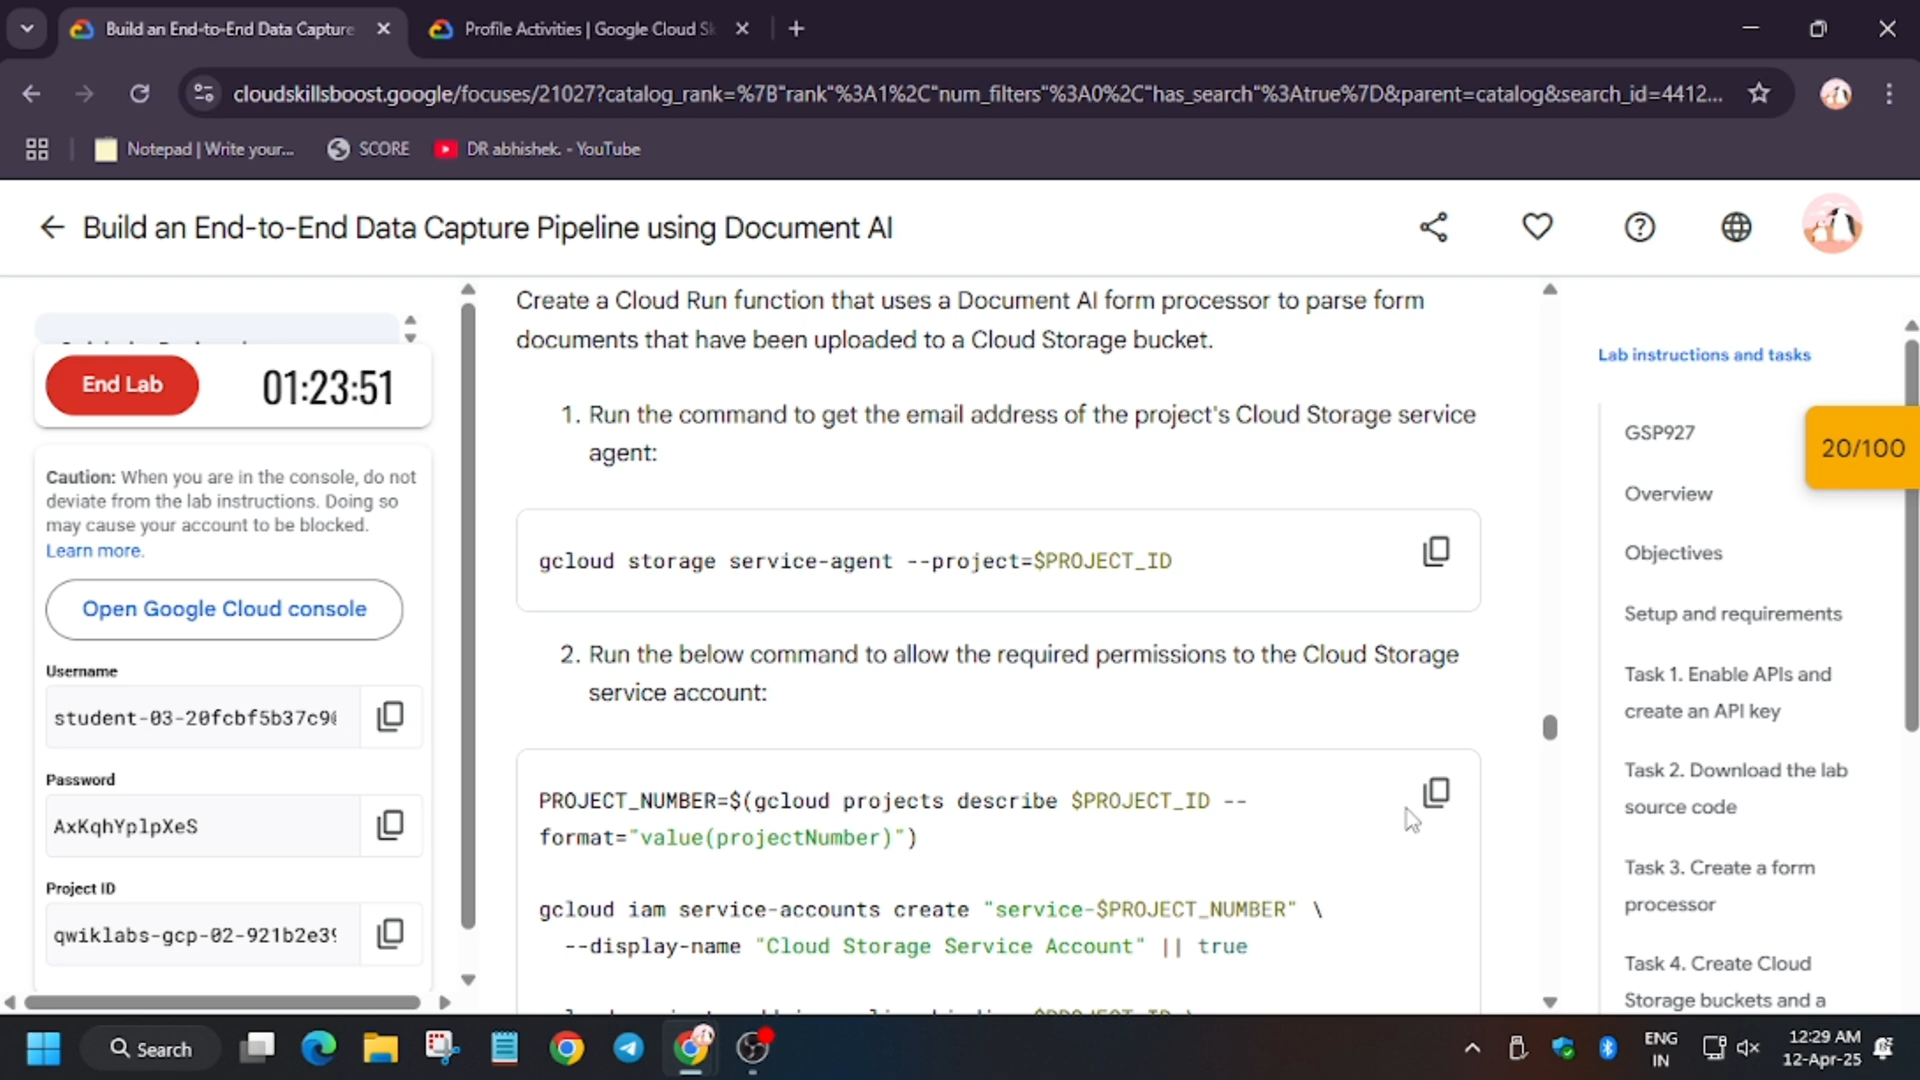 Build an End-to-End Data Capture
Profile Activities | Google Cloud Sk
cloudskillsboost.google/focuses/21027?catalog_rank=%7B"rank"%3A1%2C"num_filters"%3A0%2C"has_search"%3Atrue%7D&parent=catalog&search_id=4412...
Notepad | Write your...
SCORE
DR abhishek. - YouTube
Build an End-to-End Data Capture Pipeline using Document AI
End Lab
01:23:51
Caution: When you are in the console, do not
deviate from the lab instructions. Doing so
may cause your account to be blocked.
Learn more.
Open Google Cloud console
Username
student-03-20fcbf5b37c90
Password
AxKqhYplpXeS
Project ID
qwiklabs-gcp-02-921b2e39
Create a Cloud Run function that uses a Document AI form processor to parse form
documents that have been uploaded to a Cloud Storage bucket.
1. Run the command to get the email address of the project's Cloud Storage service
agent:
gcloud storage service-agent --project=$PROJECT_ID
2. Run the below command to allow the required permissions to the Cloud Storage
service account:
PROJECT_NUMBER=$(gcloud projects describe $PROJECT_ID --
format="value(projectNumber)")
gcloud iam service-accounts create "service-$PROJECT_NUMBER" \
--display-name "Cloud Storage Service Account" || true
Lab instructions and tasks
GSP927
20/100
Overview
Objectives
Setup and requirements
Task 1. Enable APIs and
create an API key
Task 2. Download the lab
source code
Task 3. Create a form
processor
Task 4. Create Cloud
Storage buckets and a
Search
ENG
IN
12:29 AM
12-Apr-25